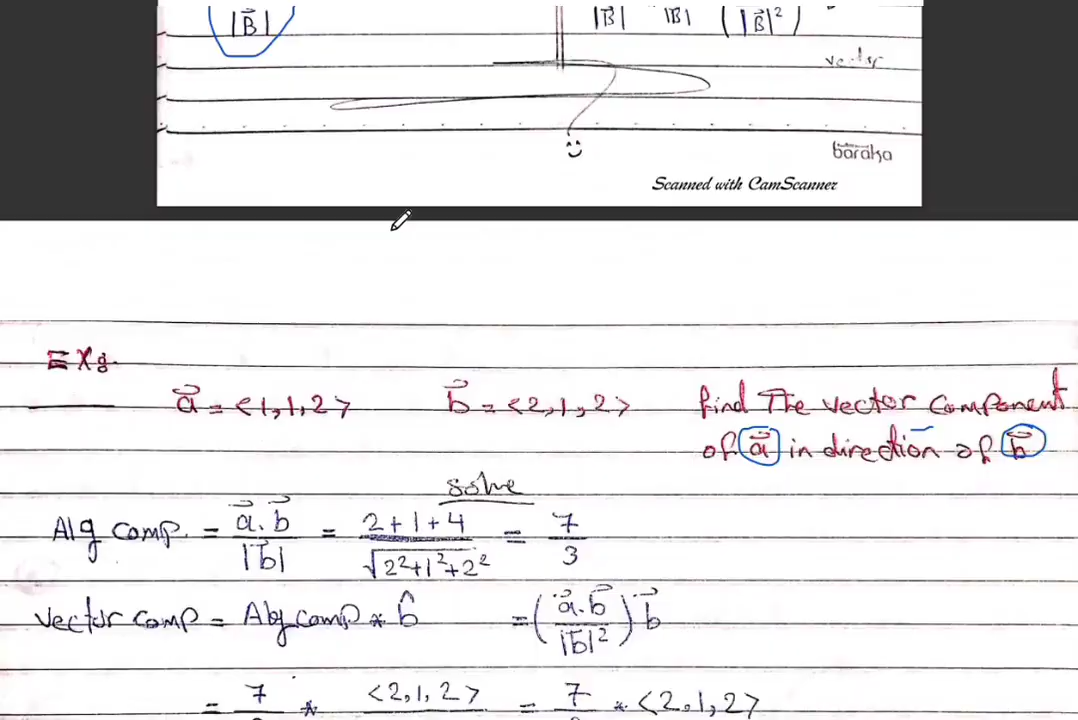 |B⃗| |B⃗| |B⃗| (|B⃗|²)
vector
baraka
Scanned with CamScanner
Exg.
a⃗ = <1,1,2> b⃗ = <2,1,2> find The vector component
of a⃗ in direction of b⃗
solve
Alg comp. = a⃗.b⃗ / |b⃗| = 2+1+4 / √2²+1²+2² = 7/3
vector comp = Alg comp * b̂ = (a⃗.b⃗ / |b⃗|²) b⃗
= 7 * <2,1,2> = 7 * <2,1,2>